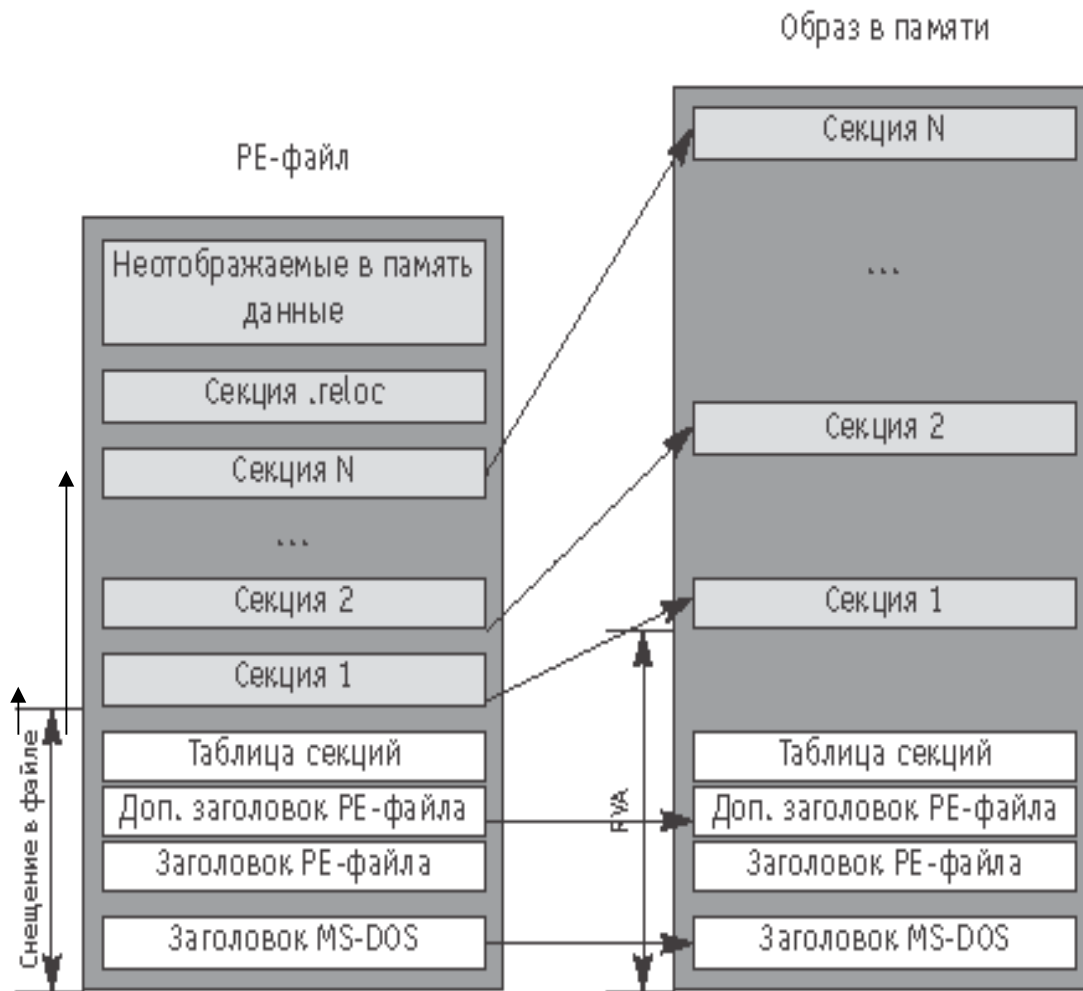 Образ в памяти
PE-файл
Неотображаемые в память
данные
Секция .reloc
Секция N
...
Секция 2
Секция 1
Таблица секций
Доп. заголовок PE-файла
Заголовок PE-файла
Заголовок MS-DOS
Снещение в файле
Секция N
...
Секция 2
Секция 1
Таблица секций
Доп. заголовок PE-файла
Заголовок PE-файла
Заголовок MS-DOS
RVA